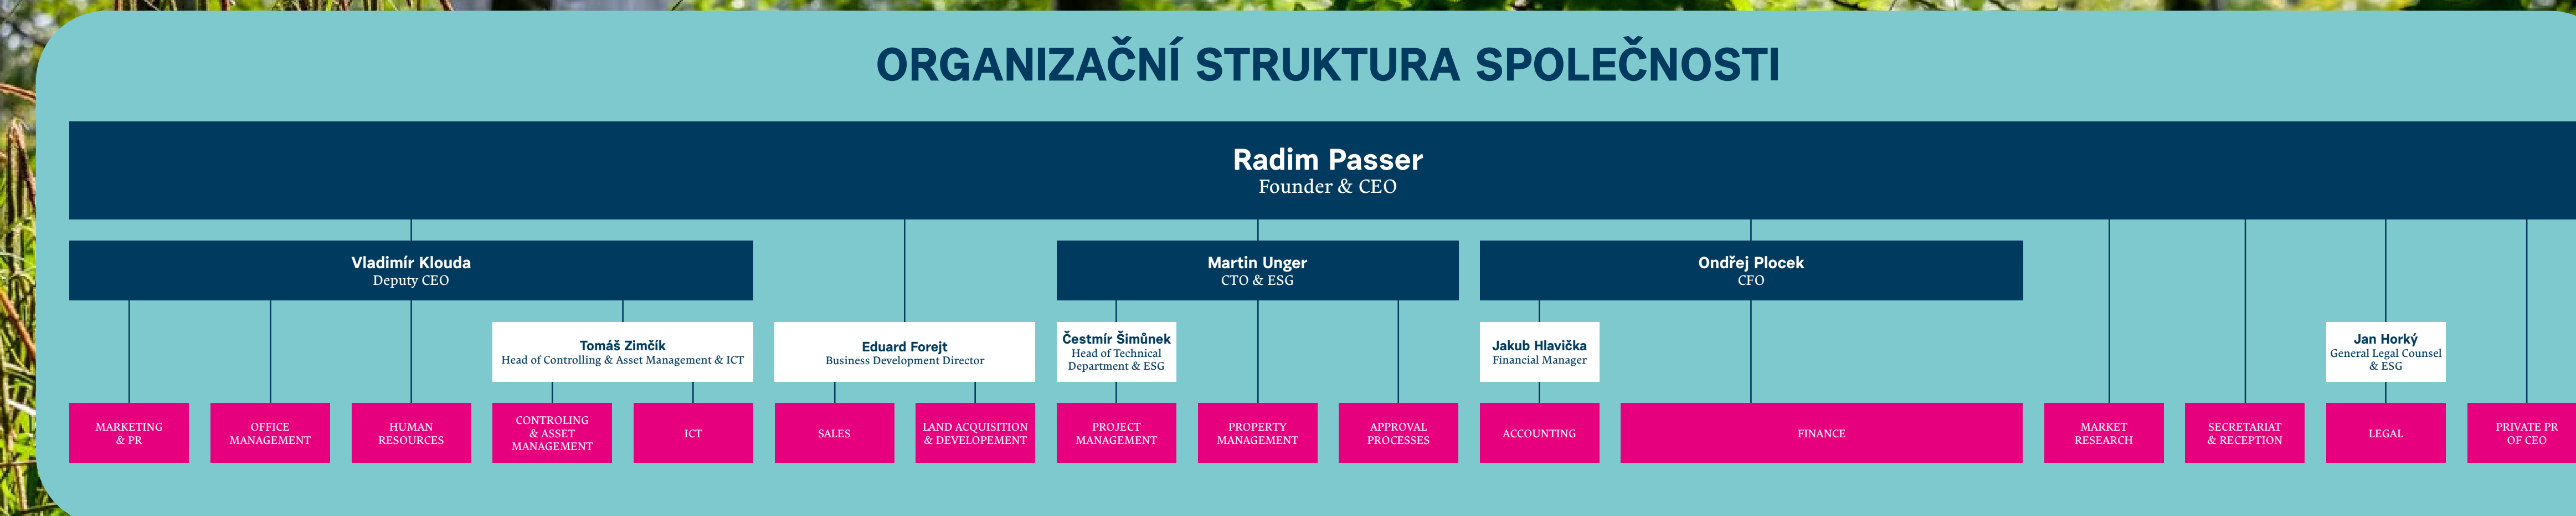 ORGANIZAČNÍ STRUKTURA SPOLEČNOSTI
Radim Passer
Founder & CEO
Vladimír Klouda
Deputy CEO
Martin Unger
CTO & ESG
Ondřej Plocek
CFO
Tomáš Zimčík
Head of Controlling & Asset Management & ICT
Eduard Forejt
Business Development Director
Čestmír Šimůnek
Head of Technical
Department & ESG
Jakub Hlavička
Financial Manager
Jan Horký
General Legal Counsel
& ESG
MARKETING
& PR
OFFICE
MANAGEMENT
HUMAN
RESOURCES
CONTROLING
& ASSET
MANAGEMENT
ICT
SALES
LAND ACQUISITION
& DEVELOPEMENT
PROJECT
MANAGEMENT
PROPERTY
MANAGEMENT
APPROVAL
PROCESSES
ACCOUNTING
FINANCE
MARKET
RESEARCH
SECRETARIAT
& RECEPTION
LEGAL
PRIVATE PR
OF CEO